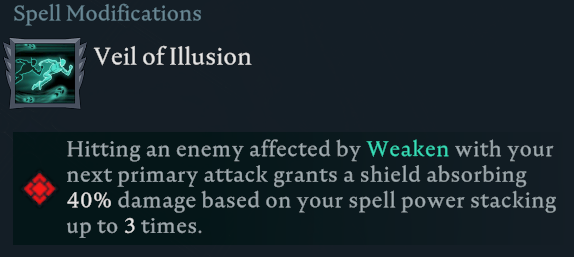 Spell Modifications
Veil of Illusion
Hitting an enemy affected by Weaken with your
next primary attack grants a shield absorbing
40% damage based on your spell power stacking
up to 3 times.